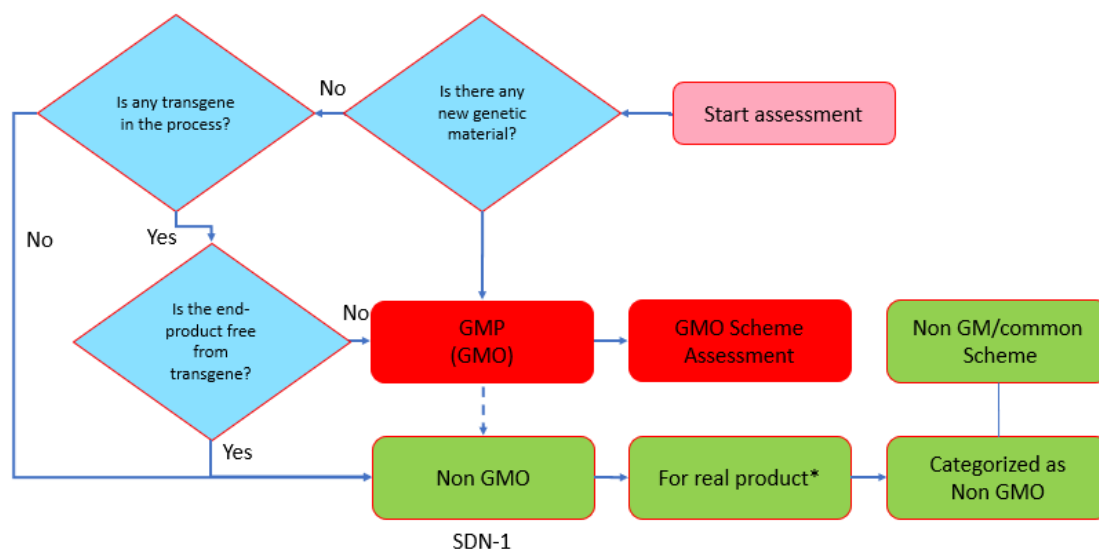 Is any transgene
in the process?
No
Is there any
new genetic
material?
Start assessment
No
Yes
Is the end-
product free
from
transgene?
No
GMP
(GMO)
GMO Scheme
Assessment
Non GM/common
Scheme
Yes
Non GMO
For real product*
Categorized as
Non GMO
SDN-1